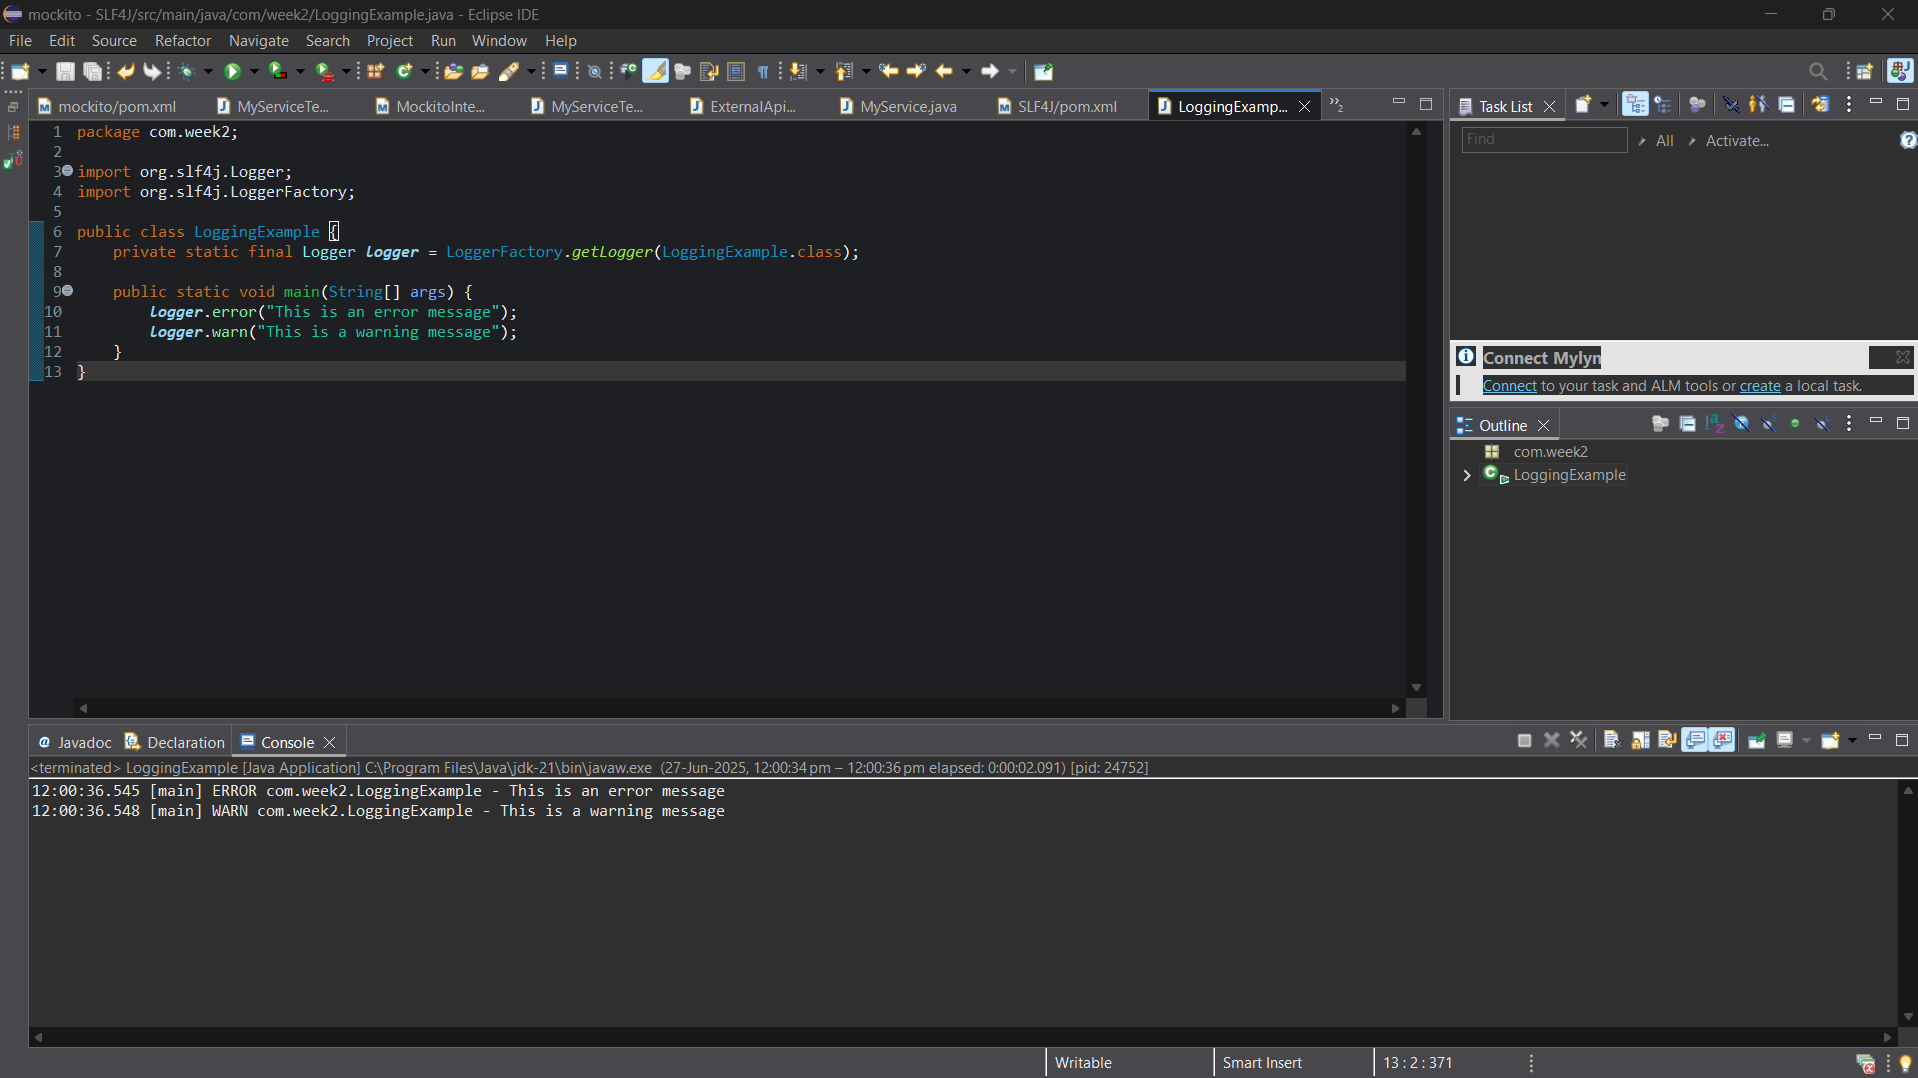 mockito - SLF4J/src/main/java/com/week2/LoggingExample.java - Eclipse IDE
File Edit Source Refactor Navigate Search Project Run Window Help
mockito/pom.xml MyServiceTe... MockitoInte... MyServiceTe... ExternalApi... MyService.java SLF4J/pom.xml LoggingExamp... »2
1 package com.week2;
2
3 import org.slf4j.Logger;
4 import org.slf4j.LoggerFactory;
5
6 public class LoggingExample {
7 private static final Logger logger = LoggerFactory.getLogger(LoggingExample.class);
8
9 public static void main(String[] args) {
10 logger.error("This is an error message");
11 logger.warn("This is a warning message");
12 }
13 }
Task List
Find All Activate...
Connect Mylyn
Connect to your task and ALM tools or create a local task.
Outline
com.week2
LoggingExample
Javadoc Declaration Console
<terminated> LoggingExample [Java Application] C:\Program Files\Java\jdk-21\bin\javaw.exe (27-Jun-2025, 12:00:34 pm – 12:00:36 pm elapsed: 0:00:02.091) [pid: 24752]
12:00:36.545 [main] ERROR com.week2.LoggingExample - This is an error message
12:00:36.548 [main] WARN com.week2.LoggingExample - This is a warning message
Writable Smart Insert 13 : 2 : 371